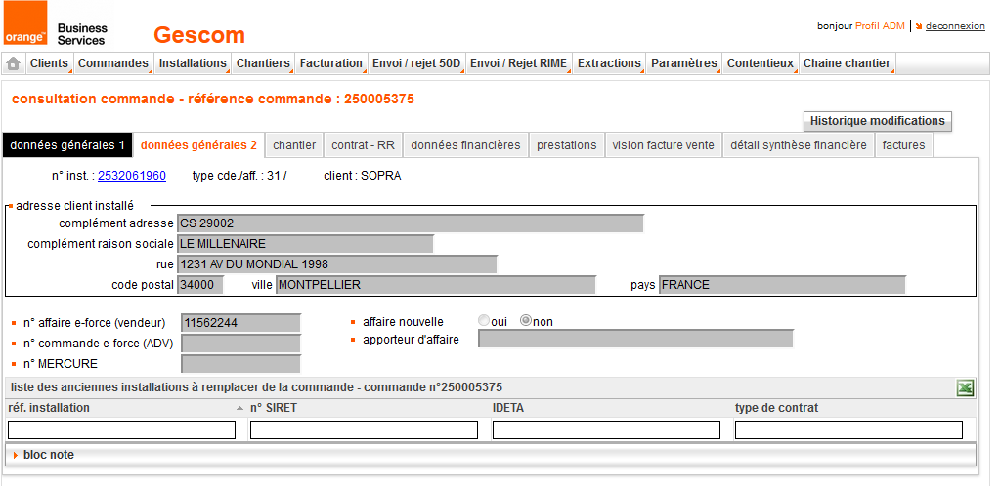 orange™ Business Services
Gescom
bonjour Profil ADM | déconnexion
Clients Commandes Installations Chantiers Facturation Envoi / rejet 50D Envoi / Rejet RIME Extractions Paramètres Contentieux Chaine chantier
consultation commande - référence commande : 250005375
Historique modifications
données générales 1 données générales 2 chantier contrat - RR données financières prestations vision facture vente détail synthèse financière factures
n° inst. : 2532061960 type cde./aff. : 31 / client : SOPRA
adresse client installé
complément adresse CS 29002
complément raison sociale LE MILLENAIRE
rue 1231 AV DU MONDIAL 1998
code postal 34000 ville MONTPELLIER pays FRANCE
n° affaire e-force (vendeur) 11562244 affaire nouvelle oui non
n° commande e-force (ADV) apporteur d'affaire
n° MERCURE
liste des anciennes installations à remplacer de la commande - commande n°250005375
réf. installation n° SIRET IDETA type de contrat
bloc note